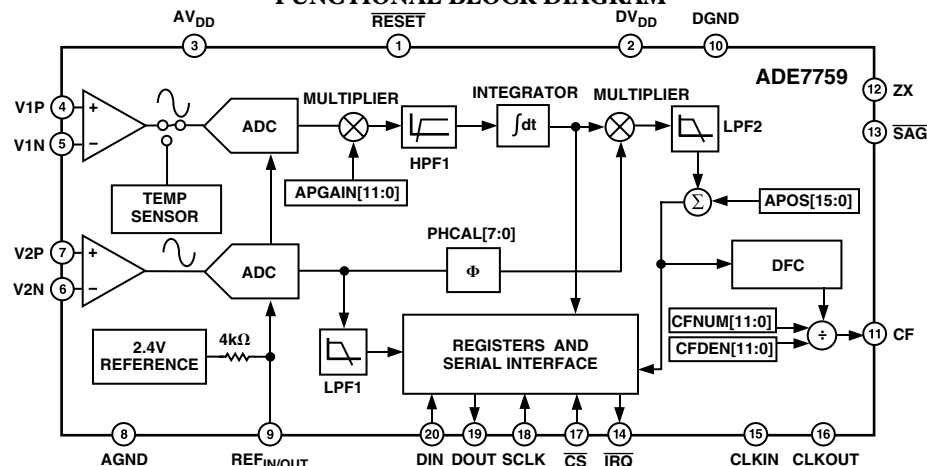 FUNCTIONAL BLOCK DIAGRAM
AVDD
RESET
DVDD
DGND
3
1
2
10
ADE7759
V1P
4
+
V1N
5
−
ADC
MULTIPLIER
HPF1
INTEGRATOR
∫dt
MULTIPLIER
LPF2
12
ZX
13
SAG
TEMP
SENSOR
APGAIN[11:0]
Σ
APOS[15:0]
V2P
7
+
V2N
6
−
ADC
PHCAL[7:0]
Φ
DFC
2.4V
REFERENCE
4kΩ
LPF1
REGISTERS AND
SERIAL INTERFACE
CFNUM[11:0]
CFDEN[11:0]
÷
11
CF
8
9
20
19
18
17
14
15
16
AGND
REFIN/OUT
DIN
DOUT
SCLK
CS
IRQ
CLKIN
CLKOUT